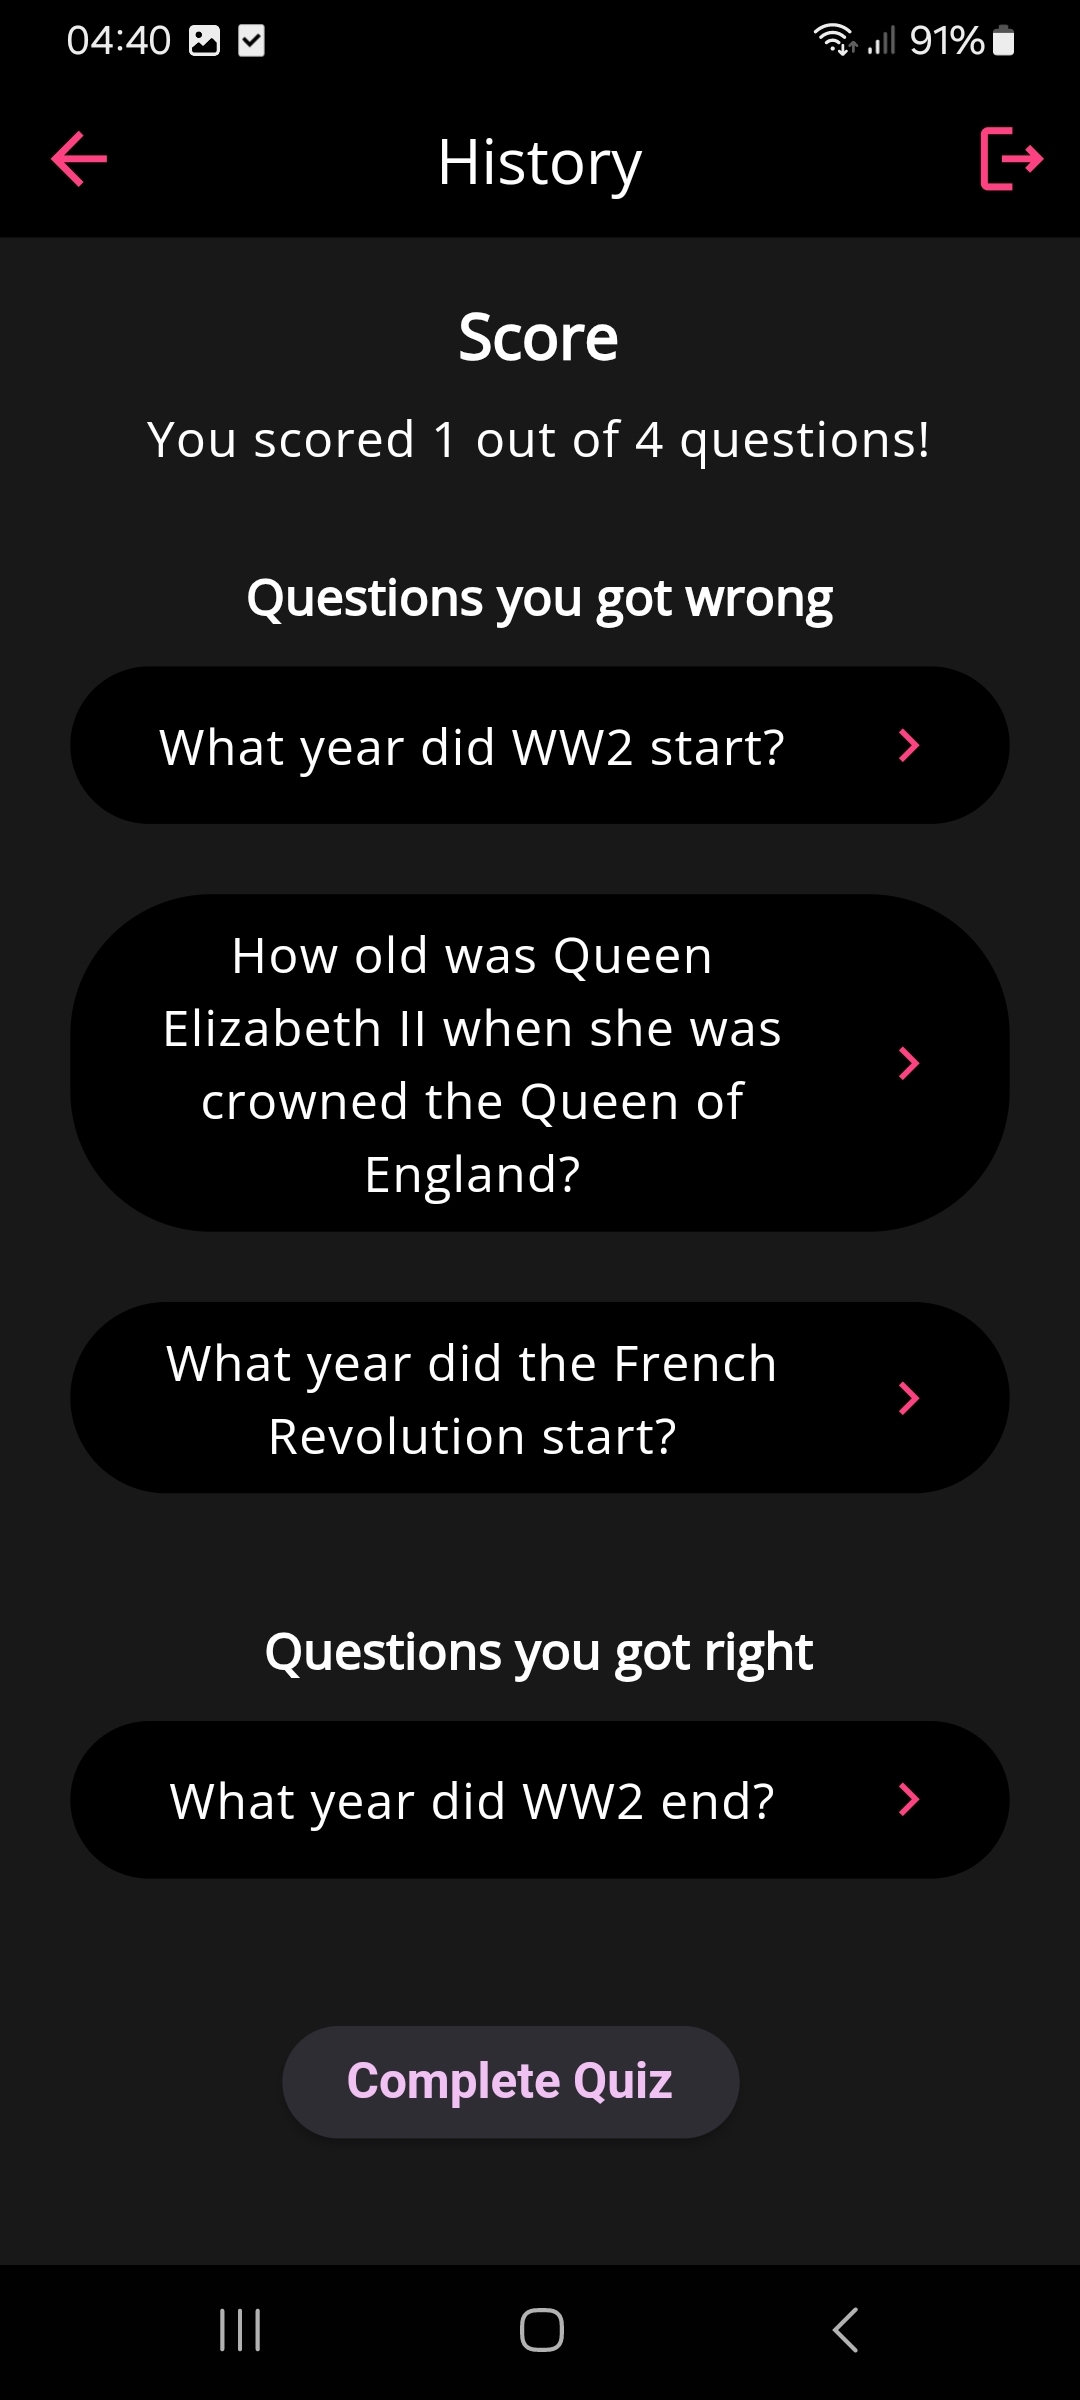 04:40 91%
History
Score
You scored 1 out of 4 questions!
Questions you got wrong
What year did WW2 start?
How old was Queen
Elizabeth II when she was
crowned the Queen of
England?
What year did the French
Revolution start?
Questions you got right
What year did WW2 end?
Complete Quiz